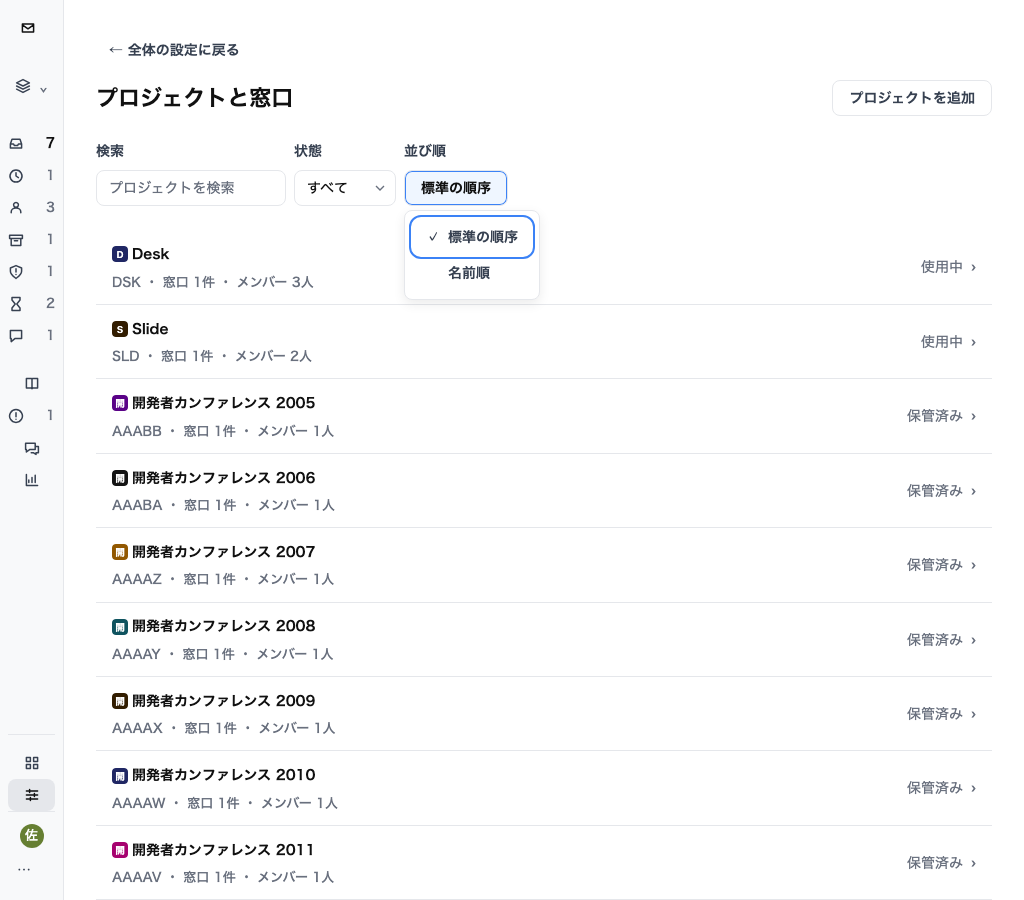 7
1
3
1
1
2
1
1
佐
…
← 全体の設定に戻る
プロジェクトと窓口
プロジェクトを追加
検索
状態
並び順
プロジェクトを検索
すべて
標準の順序
✓ 標準の順序
名前順
D Desk
DSK ・ 窓口 1件 ・ メンバー 3人
使用中 ›
S Slide
SLD ・ 窓口 1件 ・ メンバー 2人
使用中 ›
開 開発者カンファレンス 2005
AAABB ・ 窓口 1件 ・ メンバー 1人
保管済み ›
開 開発者カンファレンス 2006
AAABA ・ 窓口 1件 ・ メンバー 1人
保管済み ›
開 開発者カンファレンス 2007
AAAAZ ・ 窓口 1件 ・ メンバー 1人
保管済み ›
開 開発者カンファレンス 2008
AAAAY ・ 窓口 1件 ・ メンバー 1人
保管済み ›
開 開発者カンファレンス 2009
AAAAX ・ 窓口 1件 ・ メンバー 1人
保管済み ›
開 開発者カンファレンス 2010
AAAAW ・ 窓口 1件 ・ メンバー 1人
保管済み ›
開 開発者カンファレンス 2011
AAAAV ・ 窓口 1件 ・ メンバー 1人
保管済み ›